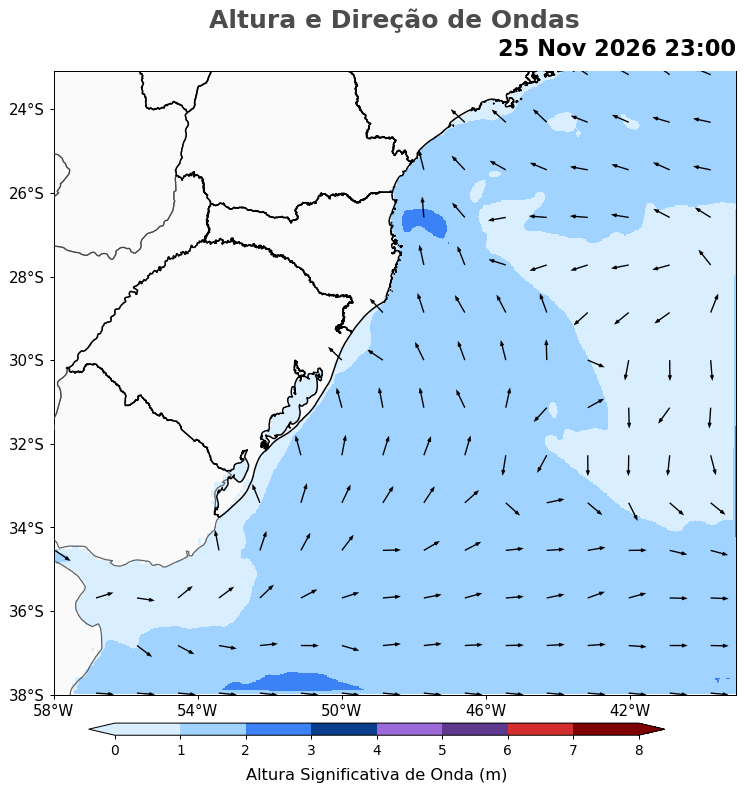 Altura e Direção de Ondas
25 Nov 2026 23:00
24°S
26°S
28°S
30°S
32°S
34°S
36°S
38°S
58°W 54°W 50°W 46°W 42°W
0 1 2 3 4 5 6 7 8
Altura Significativa de Onda (m)